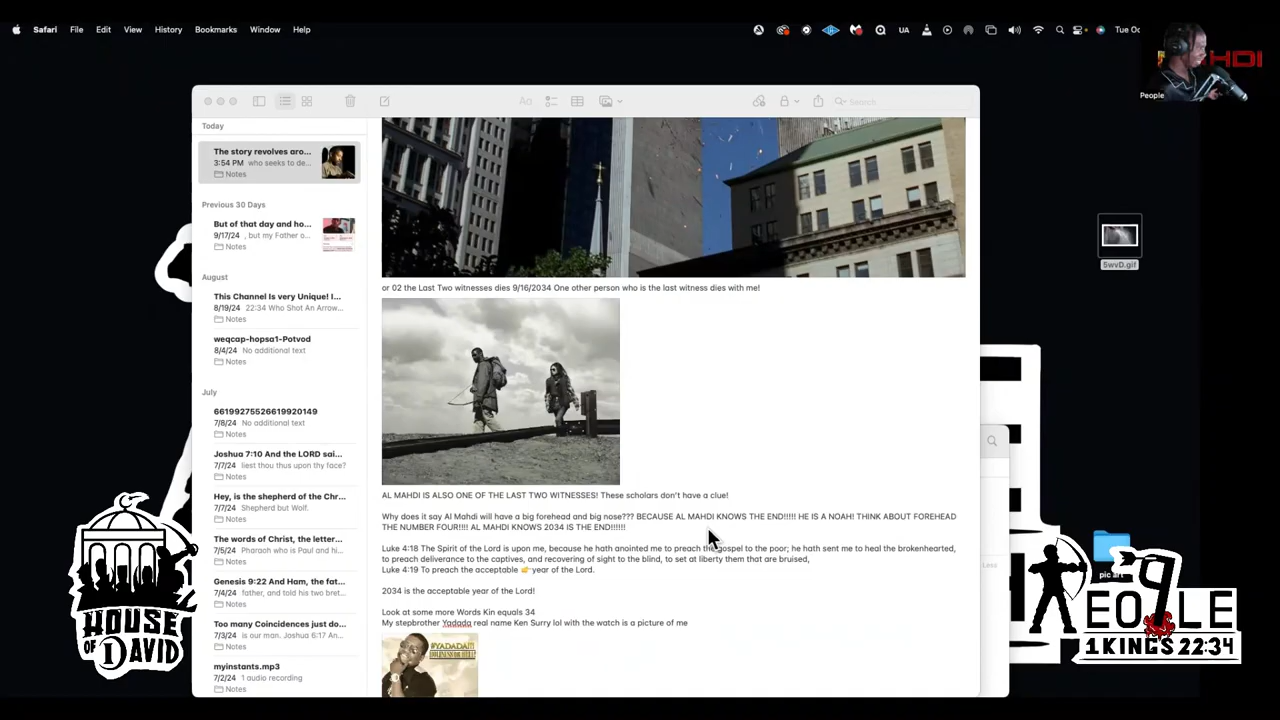 Safari File Edit View History Bookmarks Window Help
UA
Tue Oc
HDI
People
Aa
Search
Today
The story revolves aro...
3:54 PM who seeks to de...
Notes
Previous 30 Days
But of that day and ho...
9/17/24 , but my Father o...
Notes
August
This Channel Is very Unique! I...
8/19/24 22:34 Who Shot An Arrow...
Notes
weqcap-hopsa1-Potvod
8/4/24 No additional text
Notes
July
66199275526619920149
7/8/24 No additional text
Notes
Joshua 7:10 And the LORD sai...
7/7/24 liest thou thus upon thy face?
Notes
Hey, is the shepherd of the Chr...
7/7/24 Shepherd but Wolf.
Notes
The words of Christ, the letter...
7/5/24 Pharaoh who is Paul and hi...
Notes
Genesis 9:22 And Ham, the fat...
7/4/24 father, and told his two bret...
Notes
Too many Coincidences just do...
7/3/24 is our man. Joshua 6:17 An...
Notes
myinstants.mp3
7/2/24 1 audio recording
Notes
or 02 the Last Two witnesses dies 9/16/2034 One other person who is the last witness dies with me!
AL MAHDI IS ALSO ONE OF THE LAST TWO WITNESSES! These scholars don't have a clue!
Why does it say Al Mahdi will have a big forehead and big nose??? BECAUSE AL MAHDI KNOWS THE END!!!!! HE IS A NOAH! THINK ABOUT FOREHEAD
THE NUMBER FOUR!!!! AL MAHDI KNOWS 2034 IS THE END!!!!!!
Luke 4:18 The Spirit of the Lord is upon me, because he hath anointed me to preach the gospel to the poor; he hath sent me to heal the brokenhearted,
to preach deliverance to the captives, and recovering of sight to the blind, to set at liberty them that are bruised,
Luke 4:19 To preach the acceptable 👉year of the Lord.
2034 is the acceptable year of the Lord!
Look at some more Words Kin equals 34
My stepbrother Yadada real name Ken Surry lol with the watch is a picture of me
#YADADA
HOLINESS OR HELL
5wvD.gif
Less
HOUSE
OF DAVID
EOPLE
1 KINGS 22:34